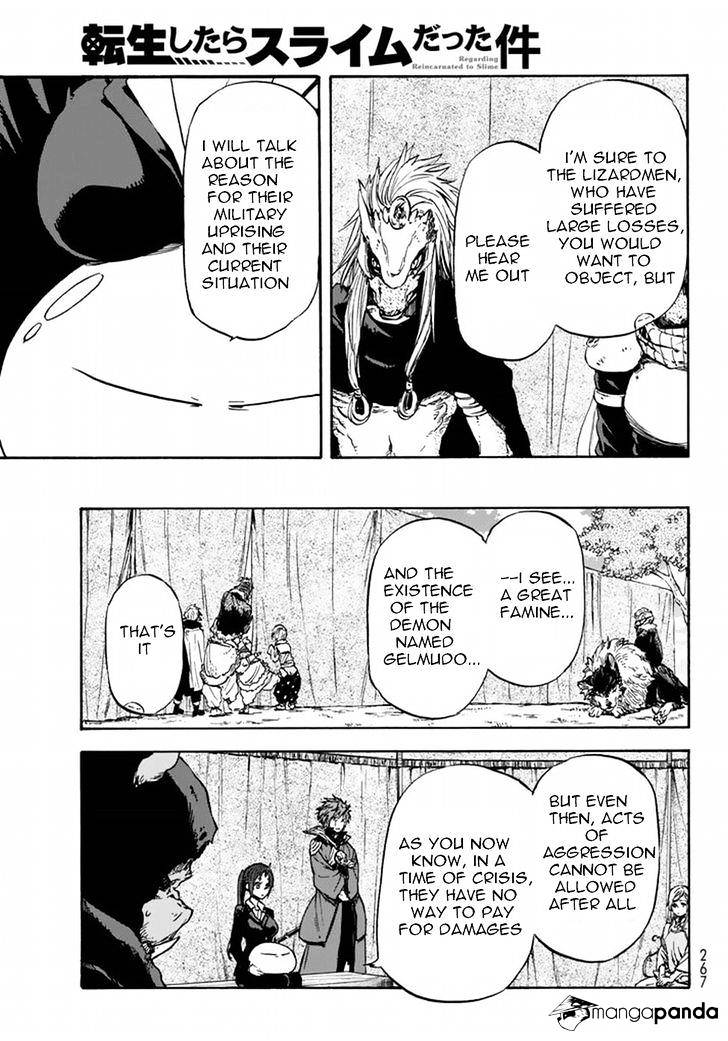 転生したらスライムだった件
Regarding
Reincarnated to Slime
I'M SURE TO
THE LIZARDMEN,
WHO HAVE
SUFFERED
LARGE LOSSES,
YOU WOULD
WANT TO
OBJECT, BUT
PLEASE
HEAR
ME OUT
I WILL TALK
ABOUT THE
REASON
FOR THEIR
MILITARY
UPRISING
AND THEIR
CURRENT
SITUATION
--I SEE...
A GREAT
FAMINE...
AND THE
EXISTENCE
OF THE
DEMON
NAMED
GELMUDO...
THAT'S
IT
BUT EVEN
THEN, ACTS
OF
AGGRESSION
CANNOT BE
ALLOWED
AFTER ALL
AS YOU NOW
KNOW, IN A
TIME OF CRISIS,
THEY HAVE NO
WAY TO PAY
FOR DAMAGES
267
mangapanda